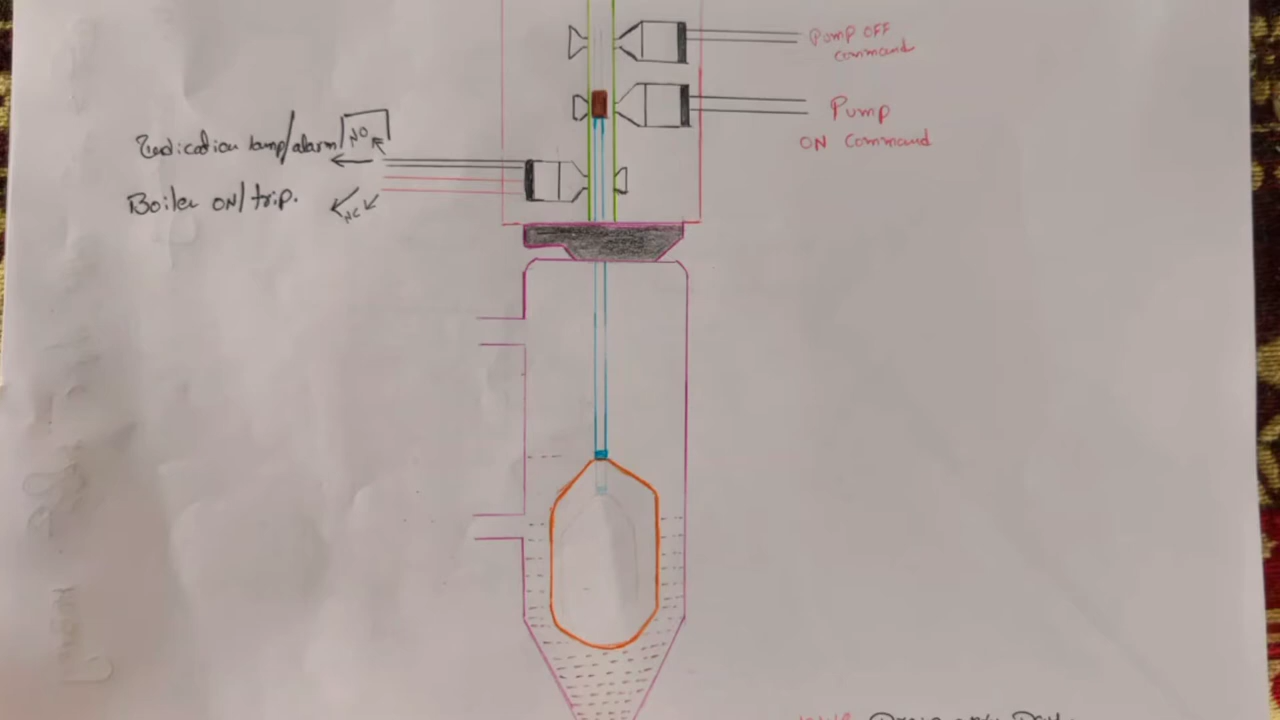 Pump OFF
command
Pump
ON Command
Indication lamp/alarm/
NO
Boiler ON/trip.
NC